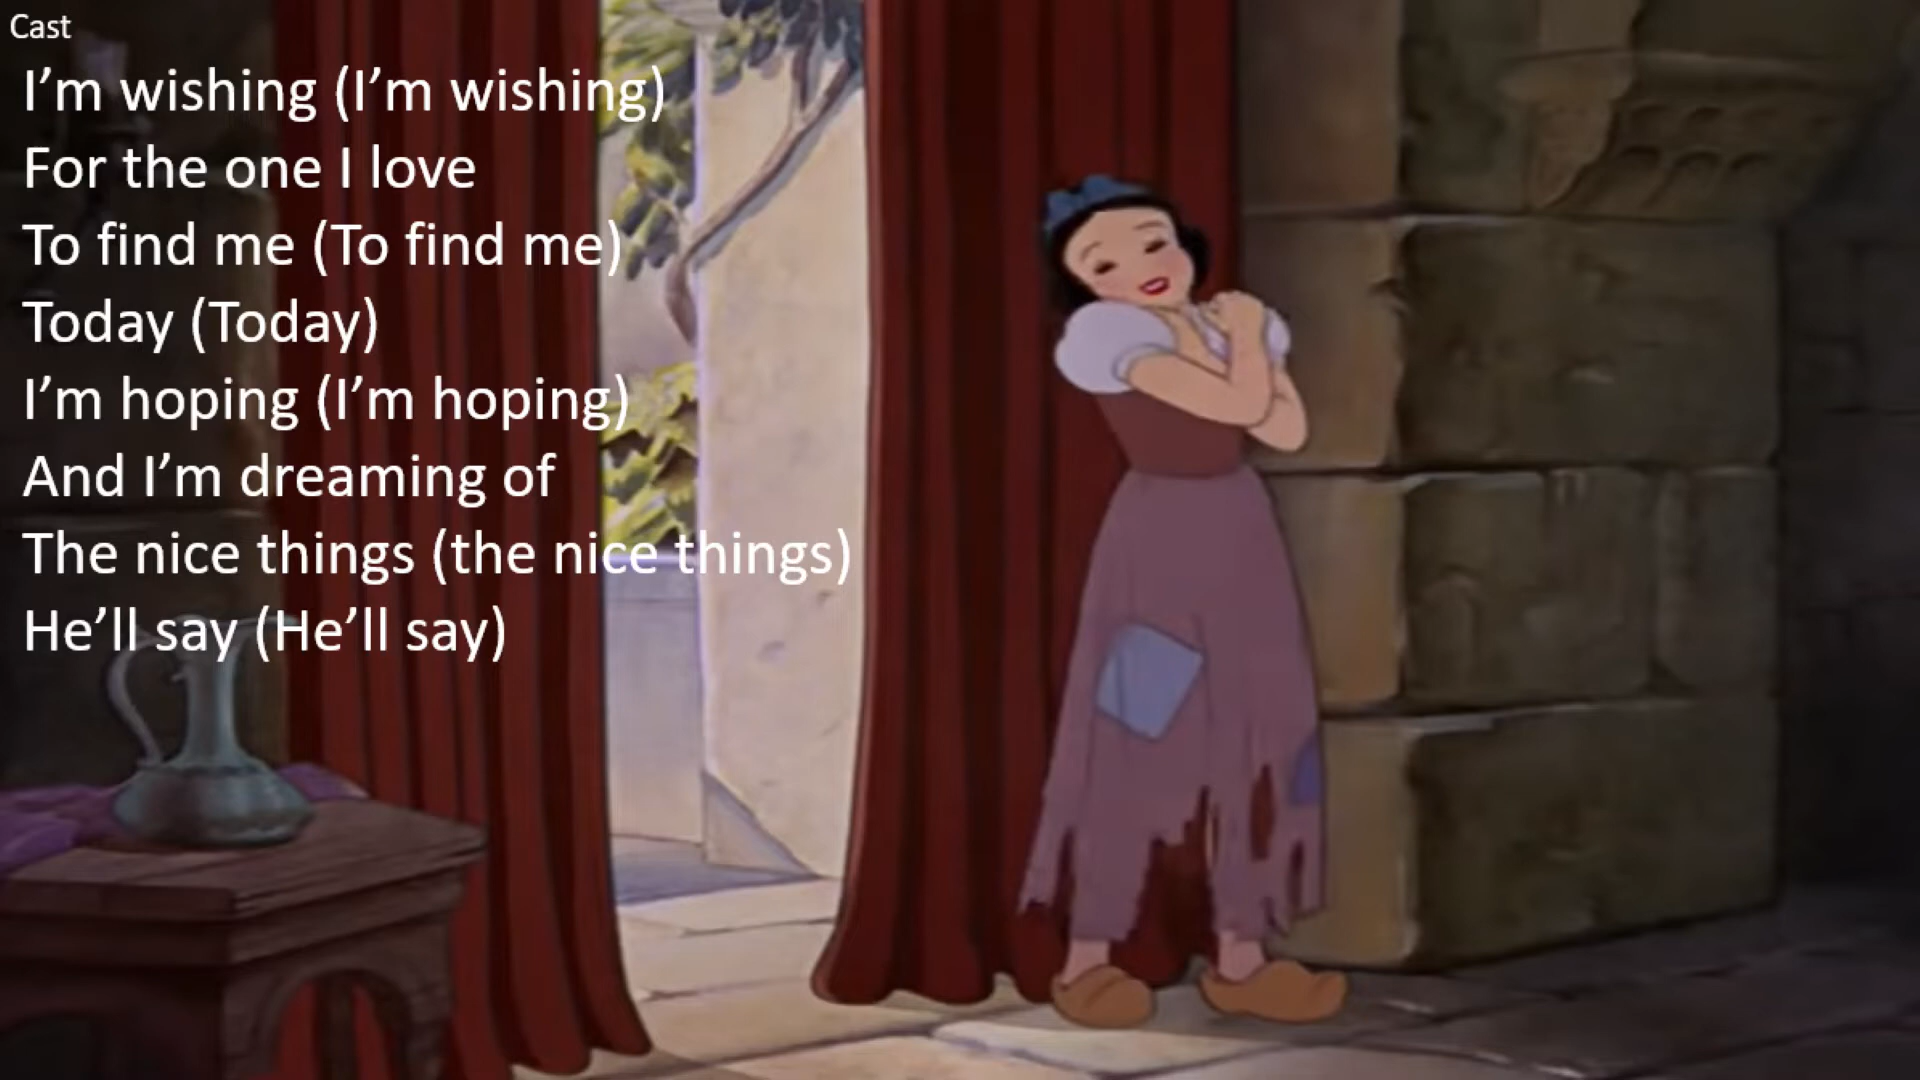 Cast
I’m wishing (I’m wishing)
For the one I love
To find me (To find me)
Today (Today)
I’m hoping (I’m hoping)
And I’m dreaming of
The nice things (the nice things)
He’ll say (He’ll say)